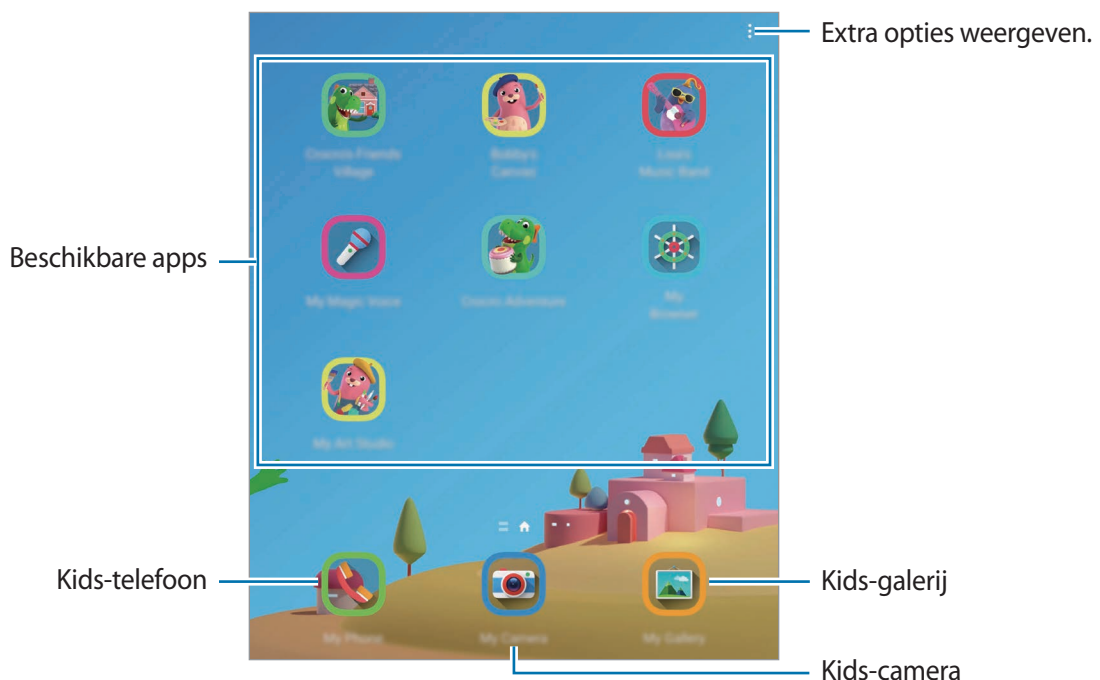 Extra opties weergeven.
Crocro's Friends
Village
Bobby's
Canvas
Lisa's
Music Band
Beschikbare apps
My Magic Voice
Crocro Adventure
My
Browser
My Art Studio
Kids-telefoon
Kids-galerij
My Phone
My Camera
My Gallery
Kids-camera